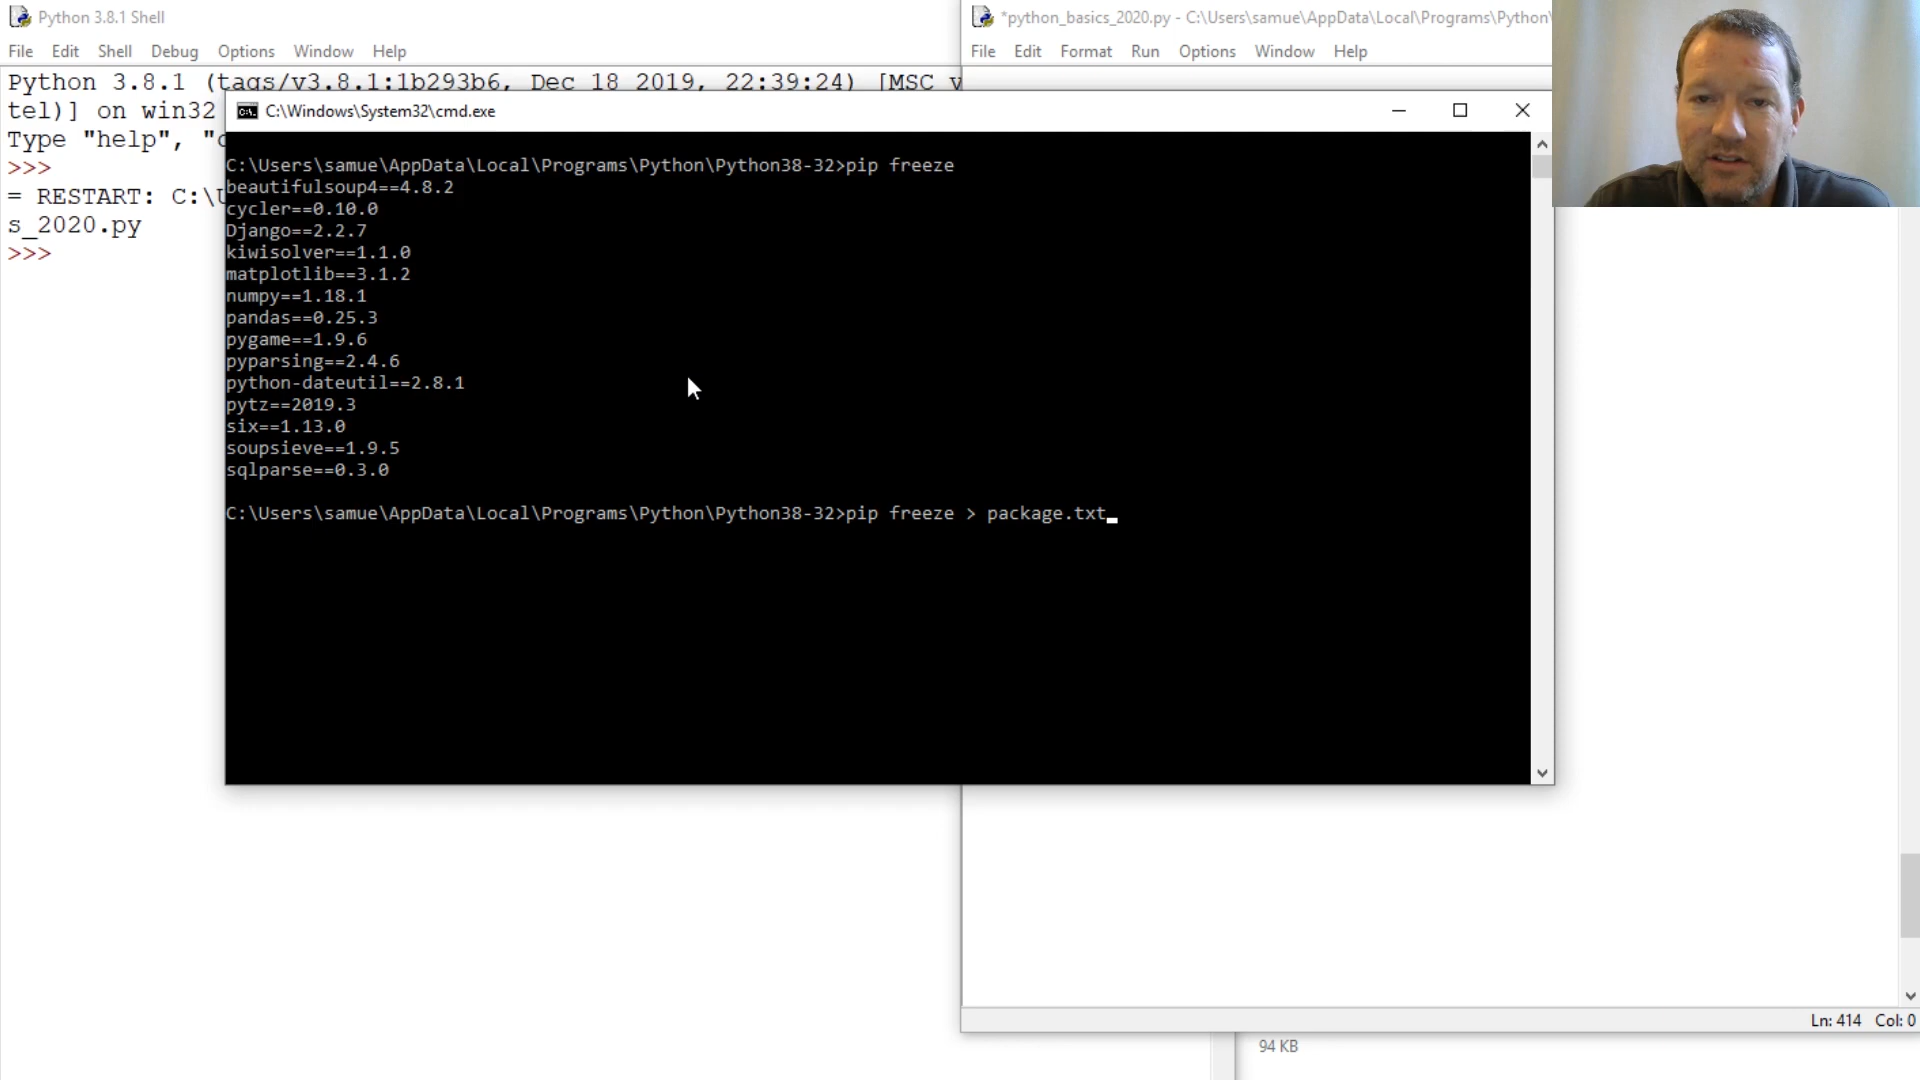 Python 3.8.1 Shell
File Edit Shell Debug Options Window Help
Python 3.8.1 (tags/v3.8.1:1b293b6, Dec 18 2019, 22:39:24) [MSC v
tel)] on win32
Type "help", "c
>>>
= RESTART: C:\U
s_2020.py
>>>
*python_basics_2020.py - C:\Users\samue\AppData\Local\Programs\Python\
File Edit Format Run Options Window Help
C:\Windows\System32\cmd.exe
C:\Users\samue\AppData\Local\Programs\Python\Python38-32>pip freeze
beautifulsoup4==4.8.2
cycler==0.10.0
Django==2.2.7
kiwisolver==1.1.0
matplotlib==3.1.2
numpy==1.18.1
pandas==0.25.3
pygame==1.9.6
pyparsing==2.4.6
python-dateutil==2.8.1
pytz==2019.3
six==1.13.0
soupsieve==1.9.5
sqlparse==0.3.0
C:\Users\samue\AppData\Local\Programs\Python\Python38-32>pip freeze > package.txt
Ln: 414 Col: 0
94 KB